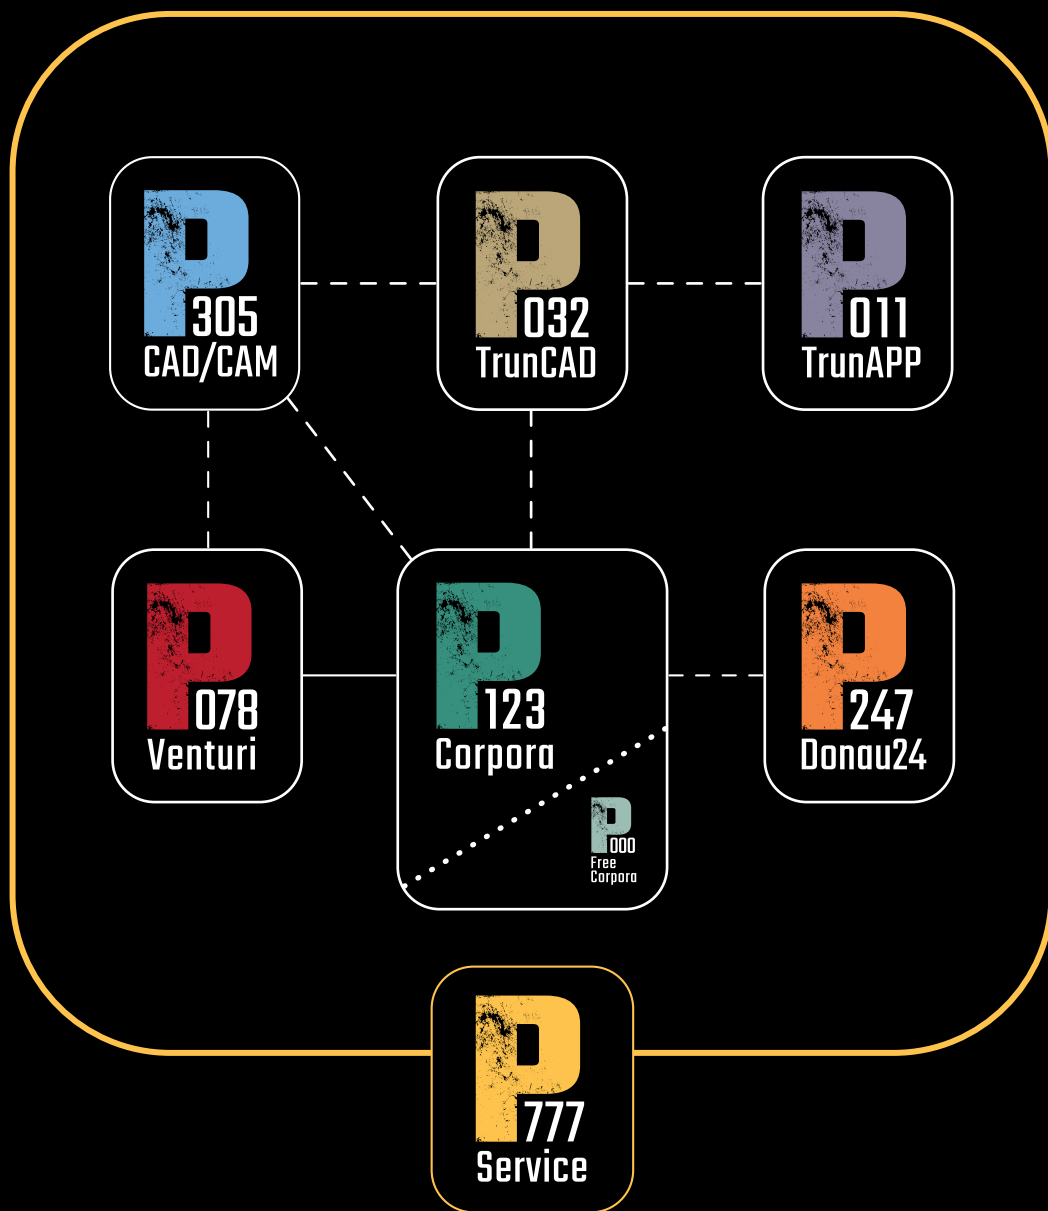 P
305
CAD/CAM
P
032
TrunCAD
P
011
TrunAPP
P
078
Venturi
P
123
Corpora
P
247
Donau24
P
000
Free
Corpora
P
777
Service